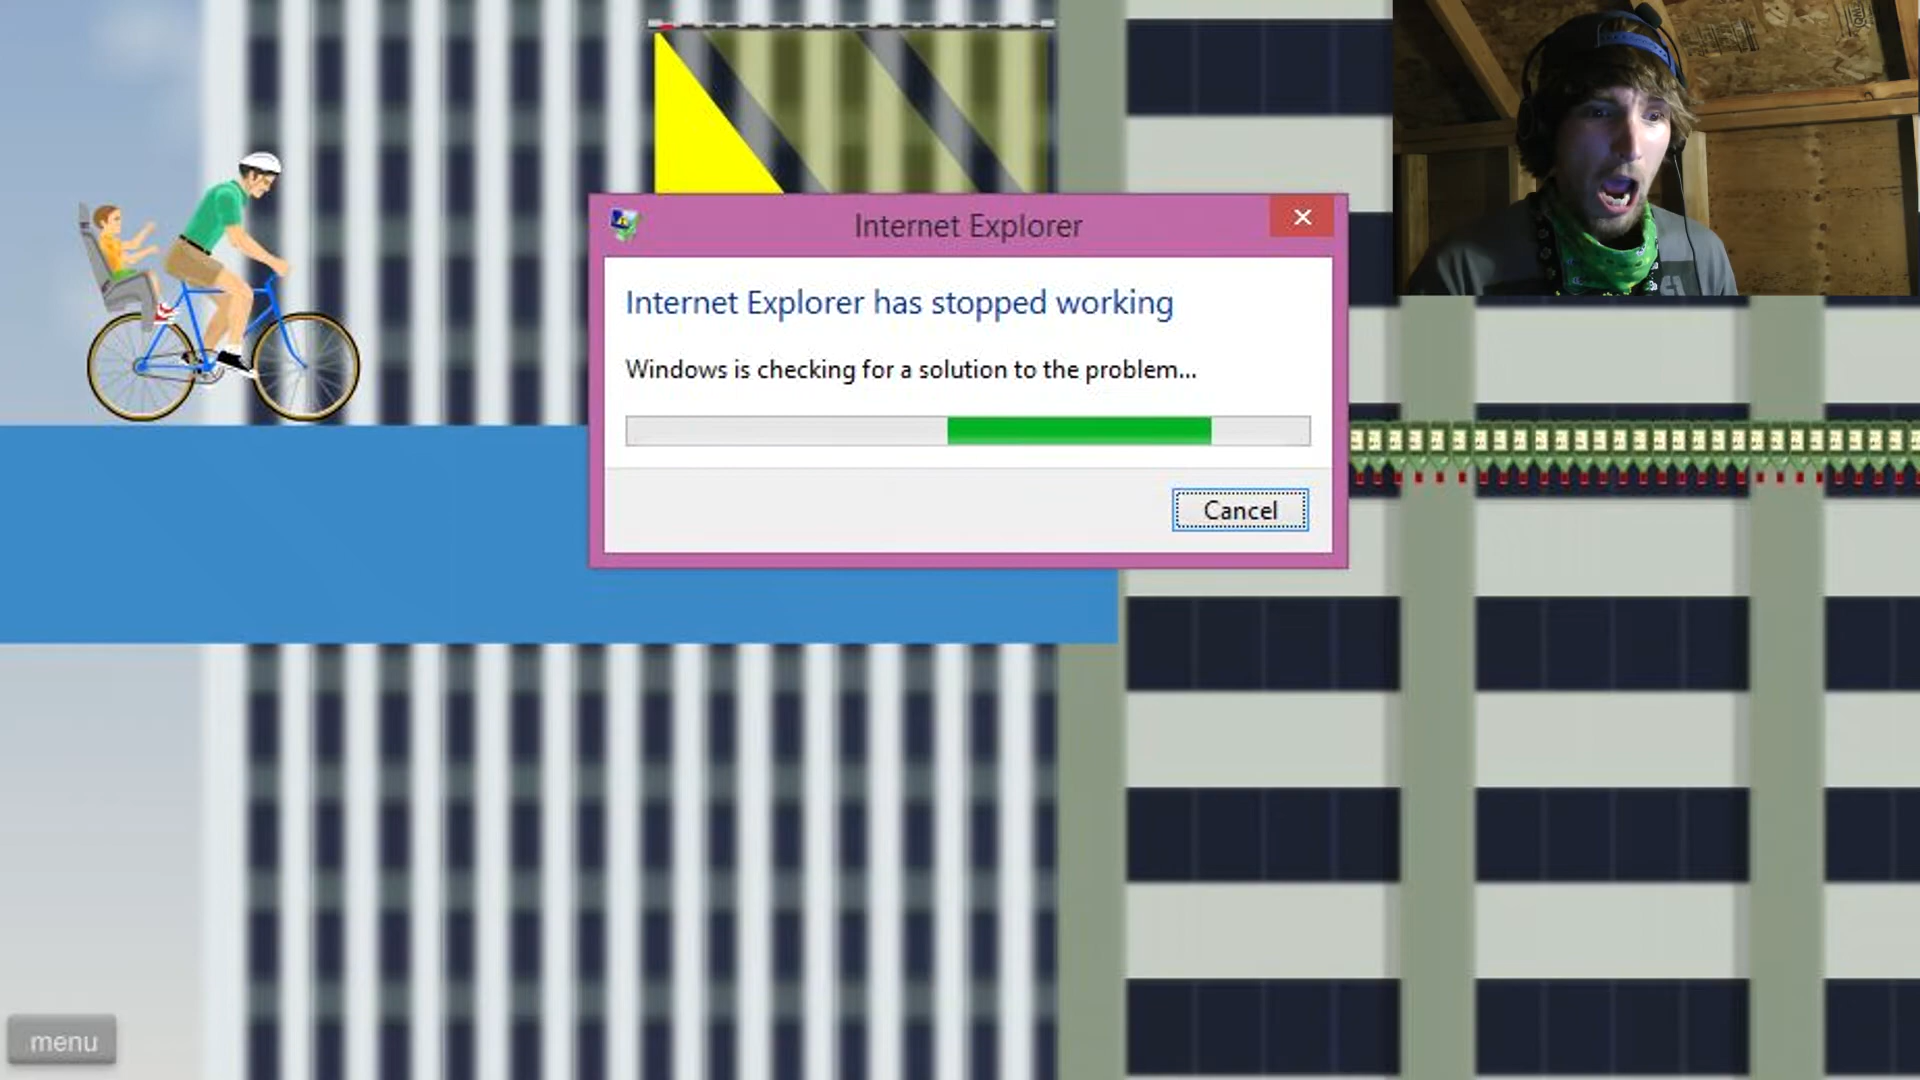 Internet Explorer
Internet Explorer has stopped working
Windows is checking for a solution to the problem...
Cancel
menu